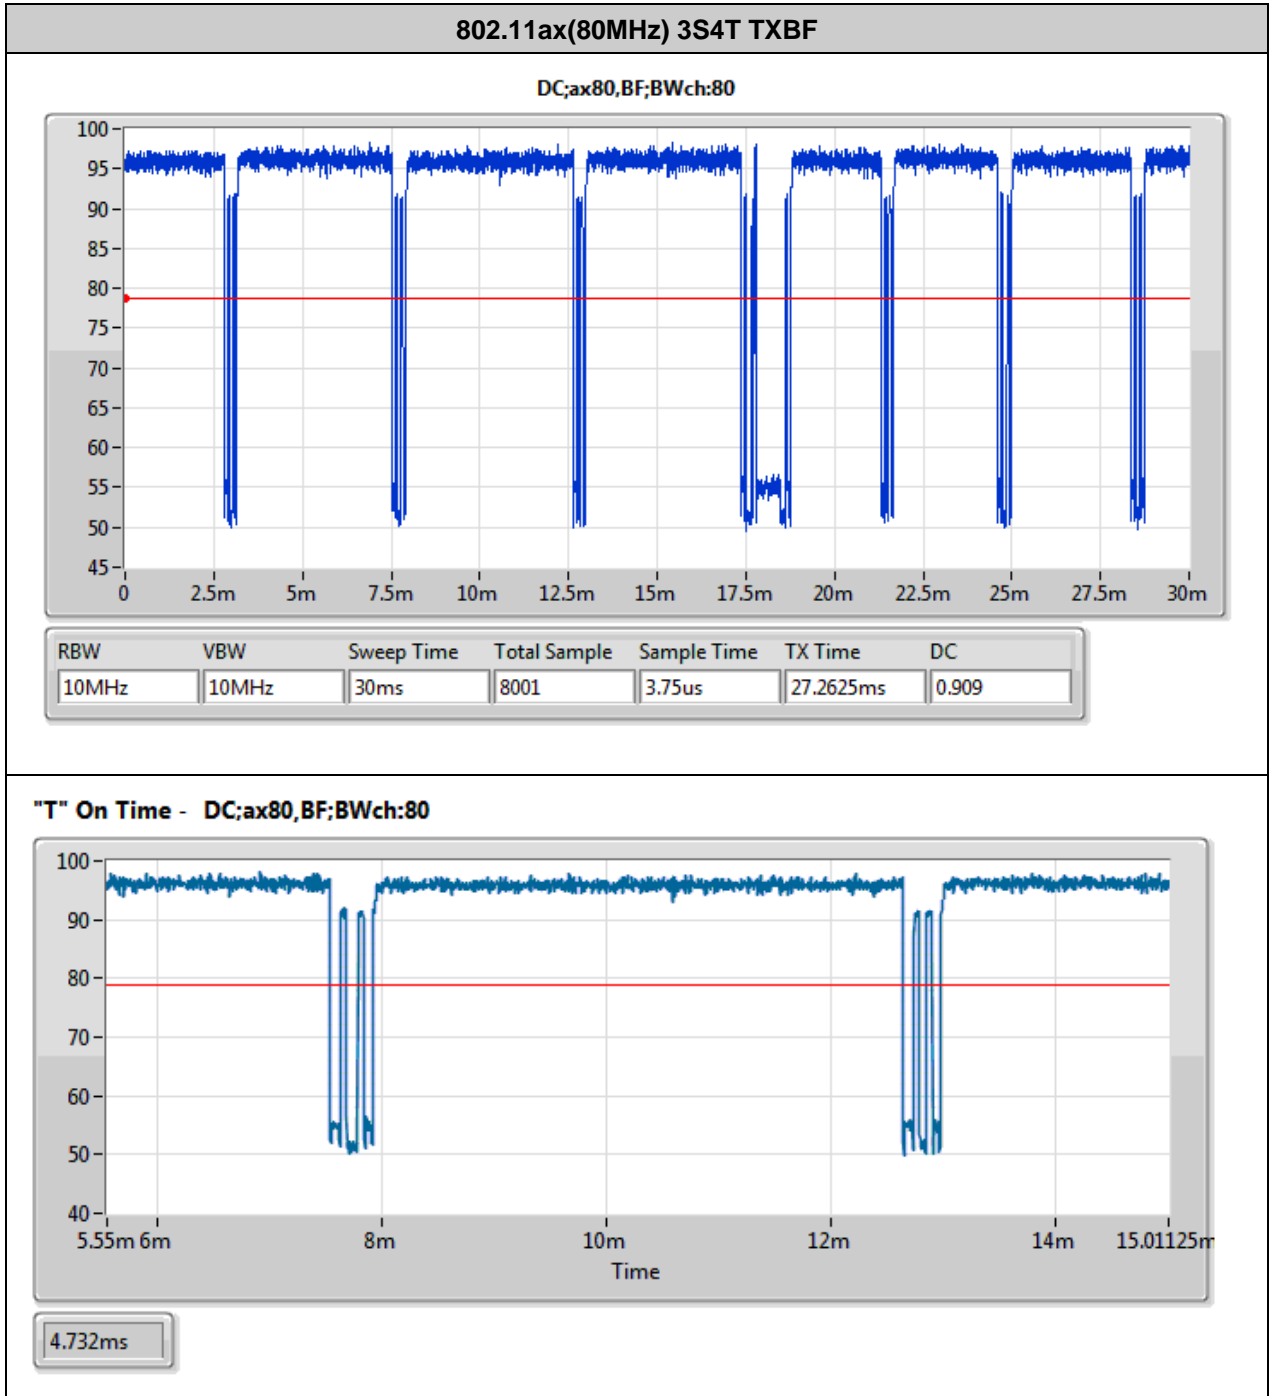 802.11ax(80MHz) 3S4T TXBF
DC;ax80,BF;BWch:80
100
95
90
85
80
75
70
65
60
55
50
45
0 2.5m 5m 7.5m 10m 12.5m 15m 17.5m 20m 22.5m 25m 27.5m 30m
RBW VBW Sweep Time Total Sample Sample Time TX Time DC
10MHz 10MHz 30ms 8001 3.75us 27.2625ms 0.909
"T" On Time - DC;ax80,BF;BWch:80
100
90
80
70
60
50
40
5.55m 6m 8m 10m 12m 14m 15.01125m
Time
4.732ms